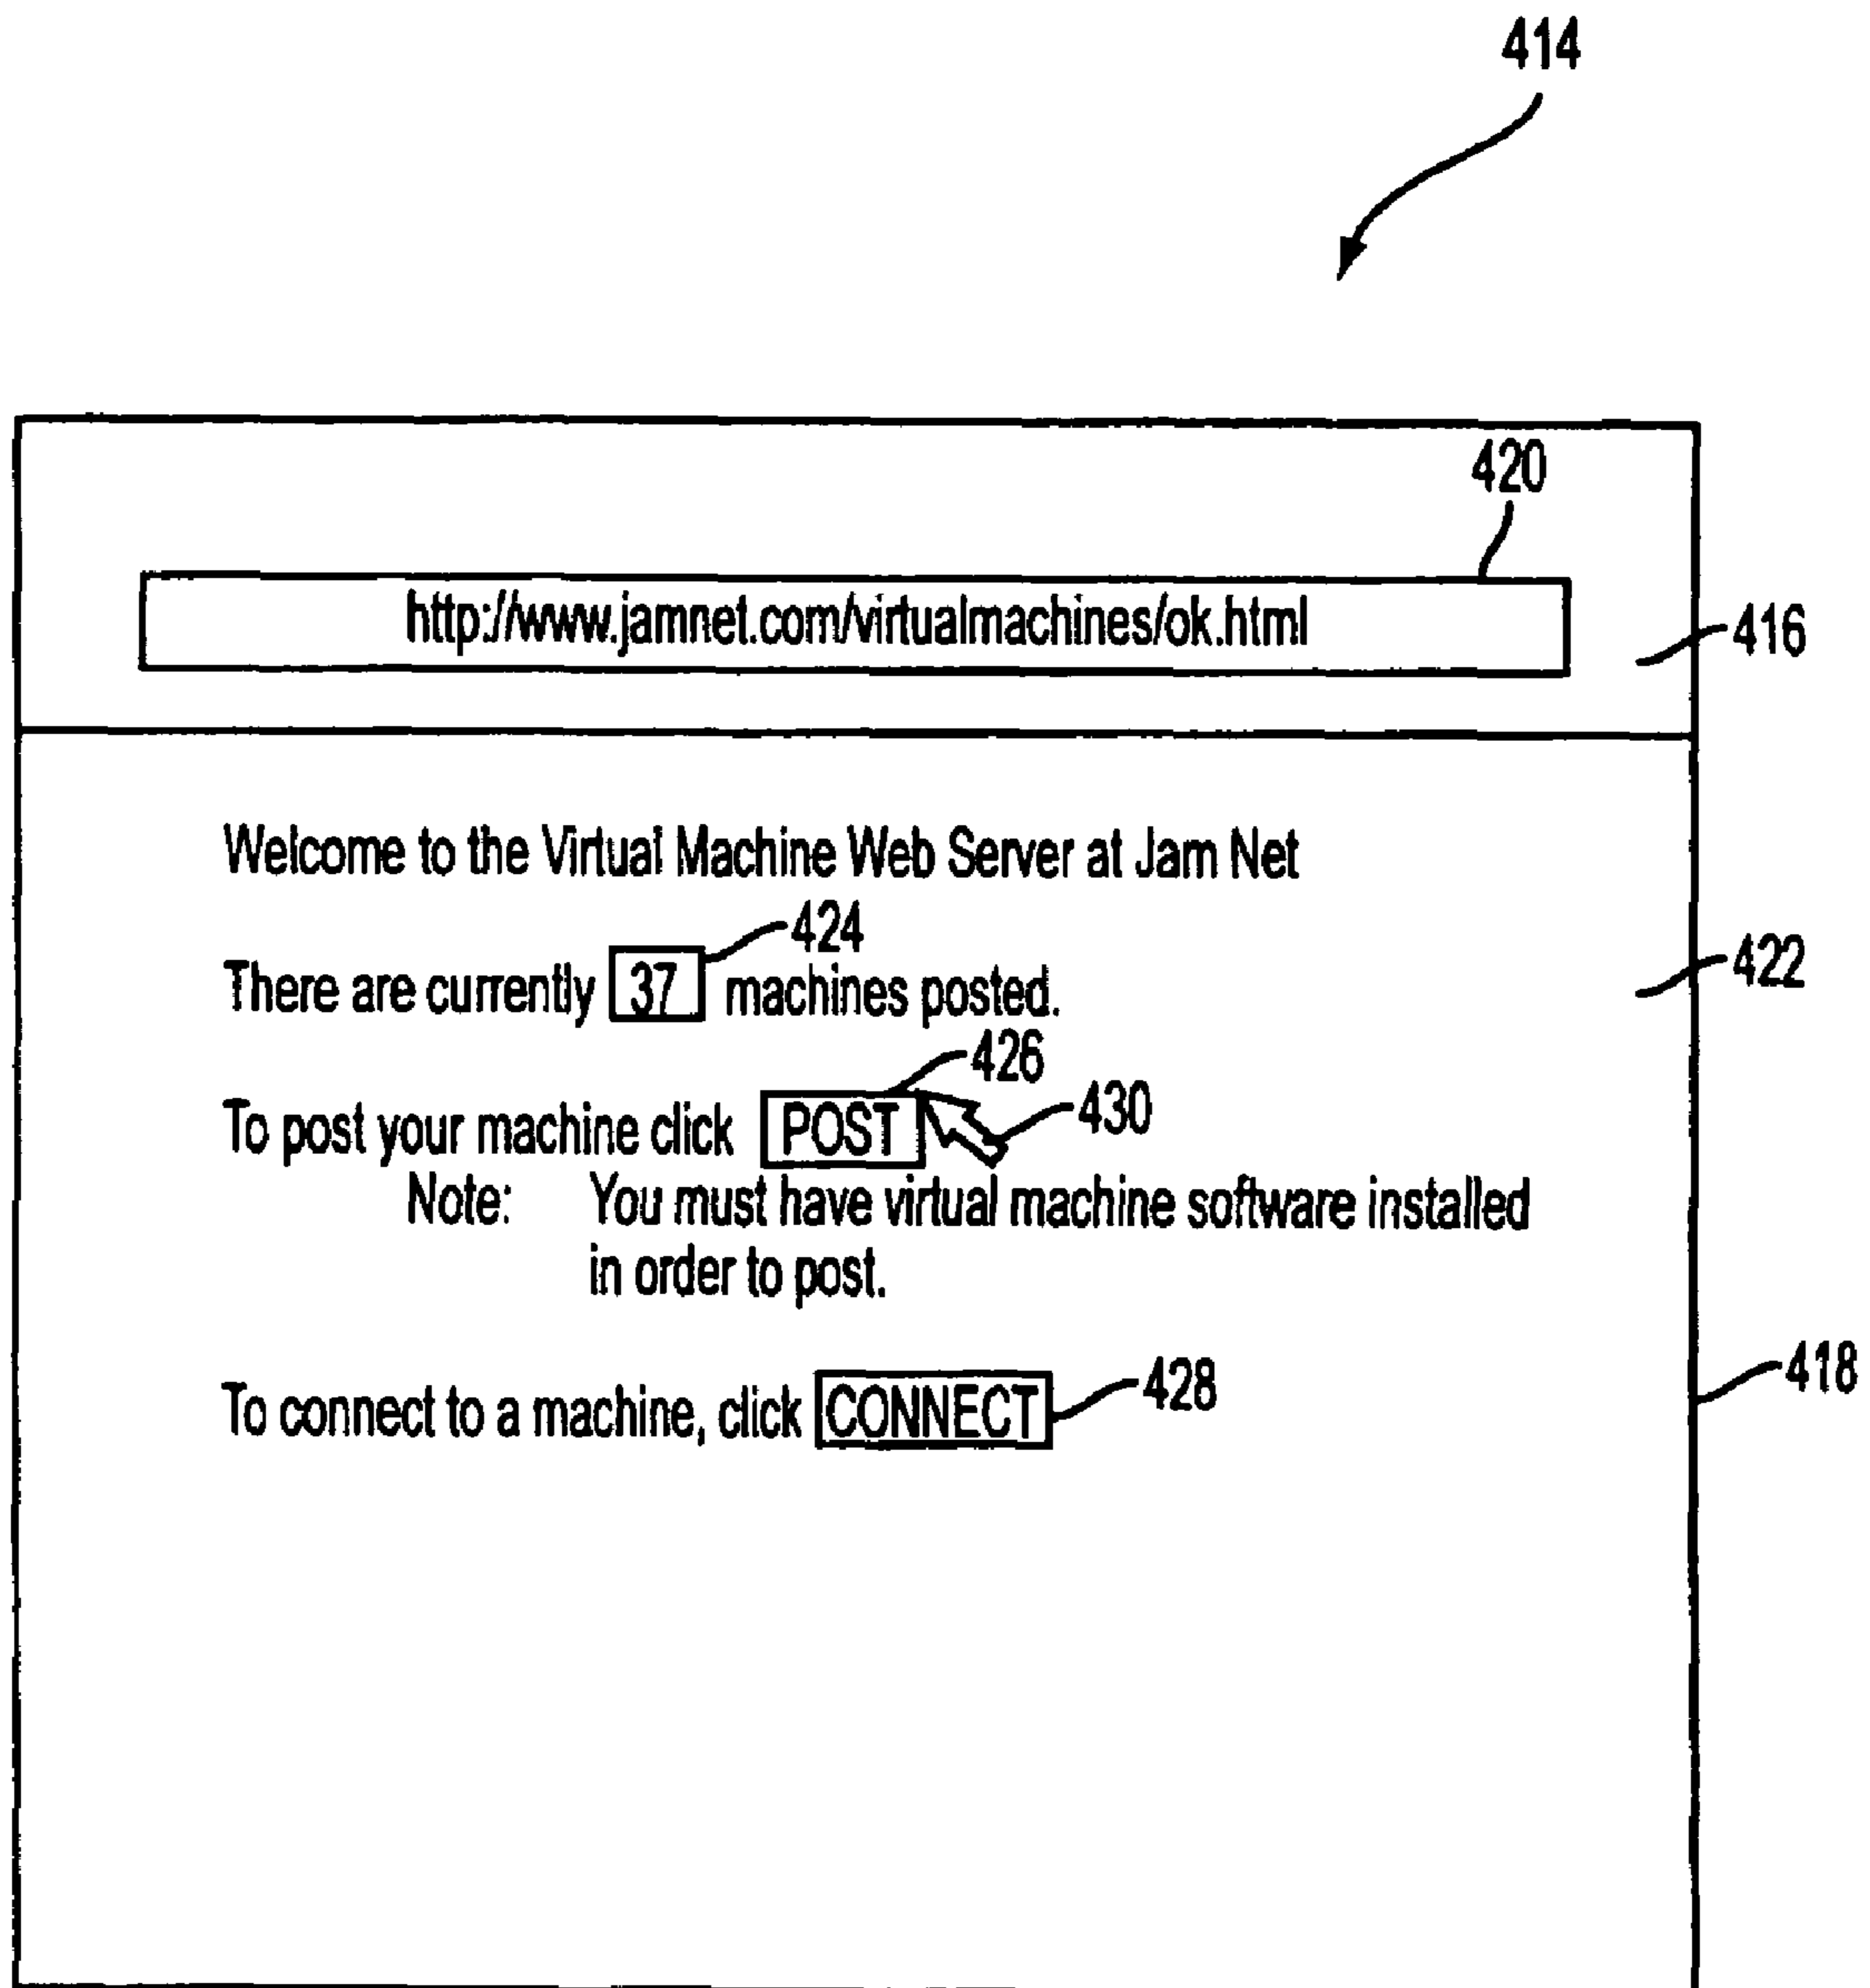 414
420
http://www.jamnet.com/virtualmachines/ok.html
416
Welcome to the Virtual Machine Web Server at Jam Net
424
There are currently 37 machines posted.
422
426
To post your machine click POST
430
Note: You must have virtual machine software installed
in order to post.
To connect to a machine, click CONNECT
428
418